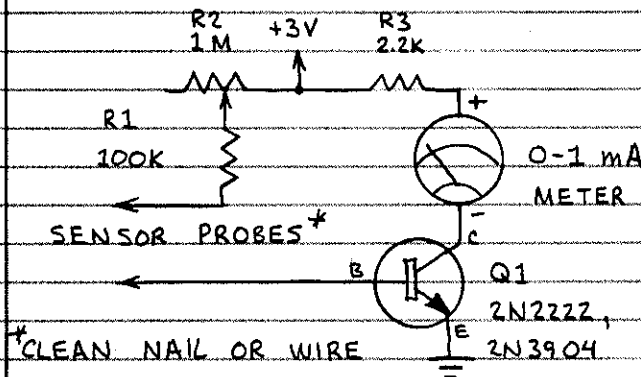 R2
1 M
+3V
R3
2.2K
+
R1
100K
0-1 mA
METER
-
SENSOR PROBES*
C
B
Q1
2N2222,
2N3904
E
*CLEAN NAIL OR WIRE